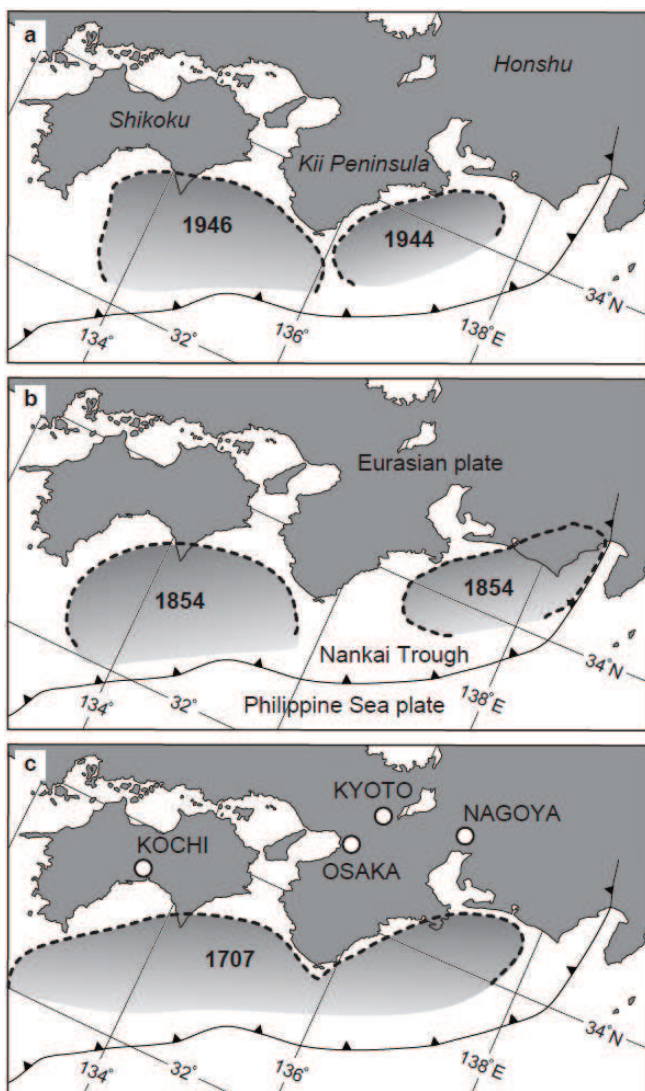 a
Honshu
Shikoku
Kii Peninsula
1946
1944
134˚
32˚
136˚
138˚E
34˚N
b
Eurasian plate
1854
1854
Nankai Trough
Philippine Sea plate
134˚
32˚
136˚
138˚E
34˚N
c
KYOTO
NAGOYA
KOCHI
OSAKA
1707
134˚
32˚
136˚
138˚E
34˚N